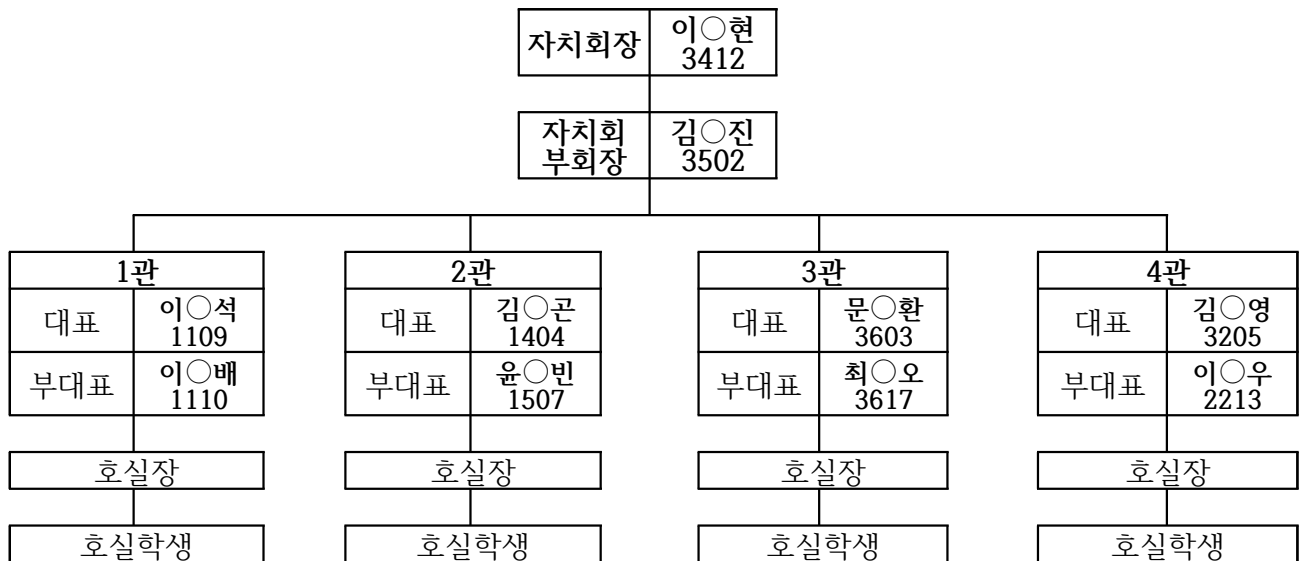 자치회장 이○현
3412
자치회
부회장 김○진
3502
1관
대표 이○석
1109
부대표 이○배
1110
호실장
호실학생
2관
대표 김○곤
1404
부대표 윤○빈
1507
호실장
호실학생
3관
대표 문○환
3603
부대표 최○오
3617
호실장
호실학생
4관
대표 김○영
3205
부대표 이○우
2213
호실장
호실학생